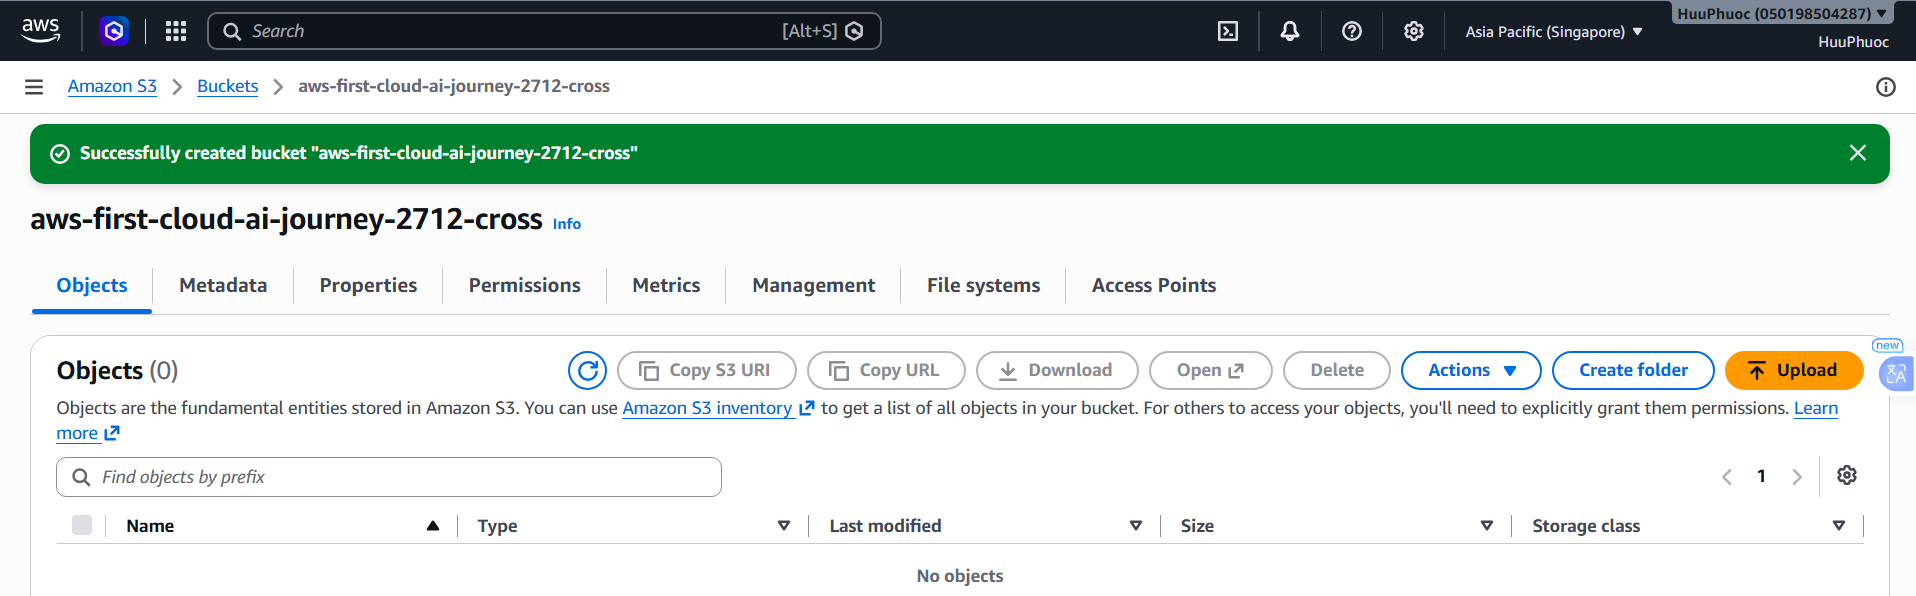 aws
Search
[Alt+S]
Asia Pacific (Singapore)
HuuPhuoc (050198504287)
HuuPhuoc
Amazon S3
Buckets
aws-first-cloud-ai-journey-2712-cross
Successfully created bucket "aws-first-cloud-ai-journey-2712-cross"
aws-first-cloud-ai-journey-2712-cross Info
Objects
Metadata
Properties
Permissions
Metrics
Management
File systems
Access Points
Objects (0)
Copy S3 URI
Copy URL
Download
Open
Delete
Actions
Create folder
Upload
new
Objects are the fundamental entities stored in Amazon S3. You can use Amazon S3 inventory to get a list of all objects in your bucket. For others to access your objects, you'll need to explicitly grant them permissions. Learn
more
Find objects by prefix
1
Name
Type
Last modified
Size
Storage class
No objects